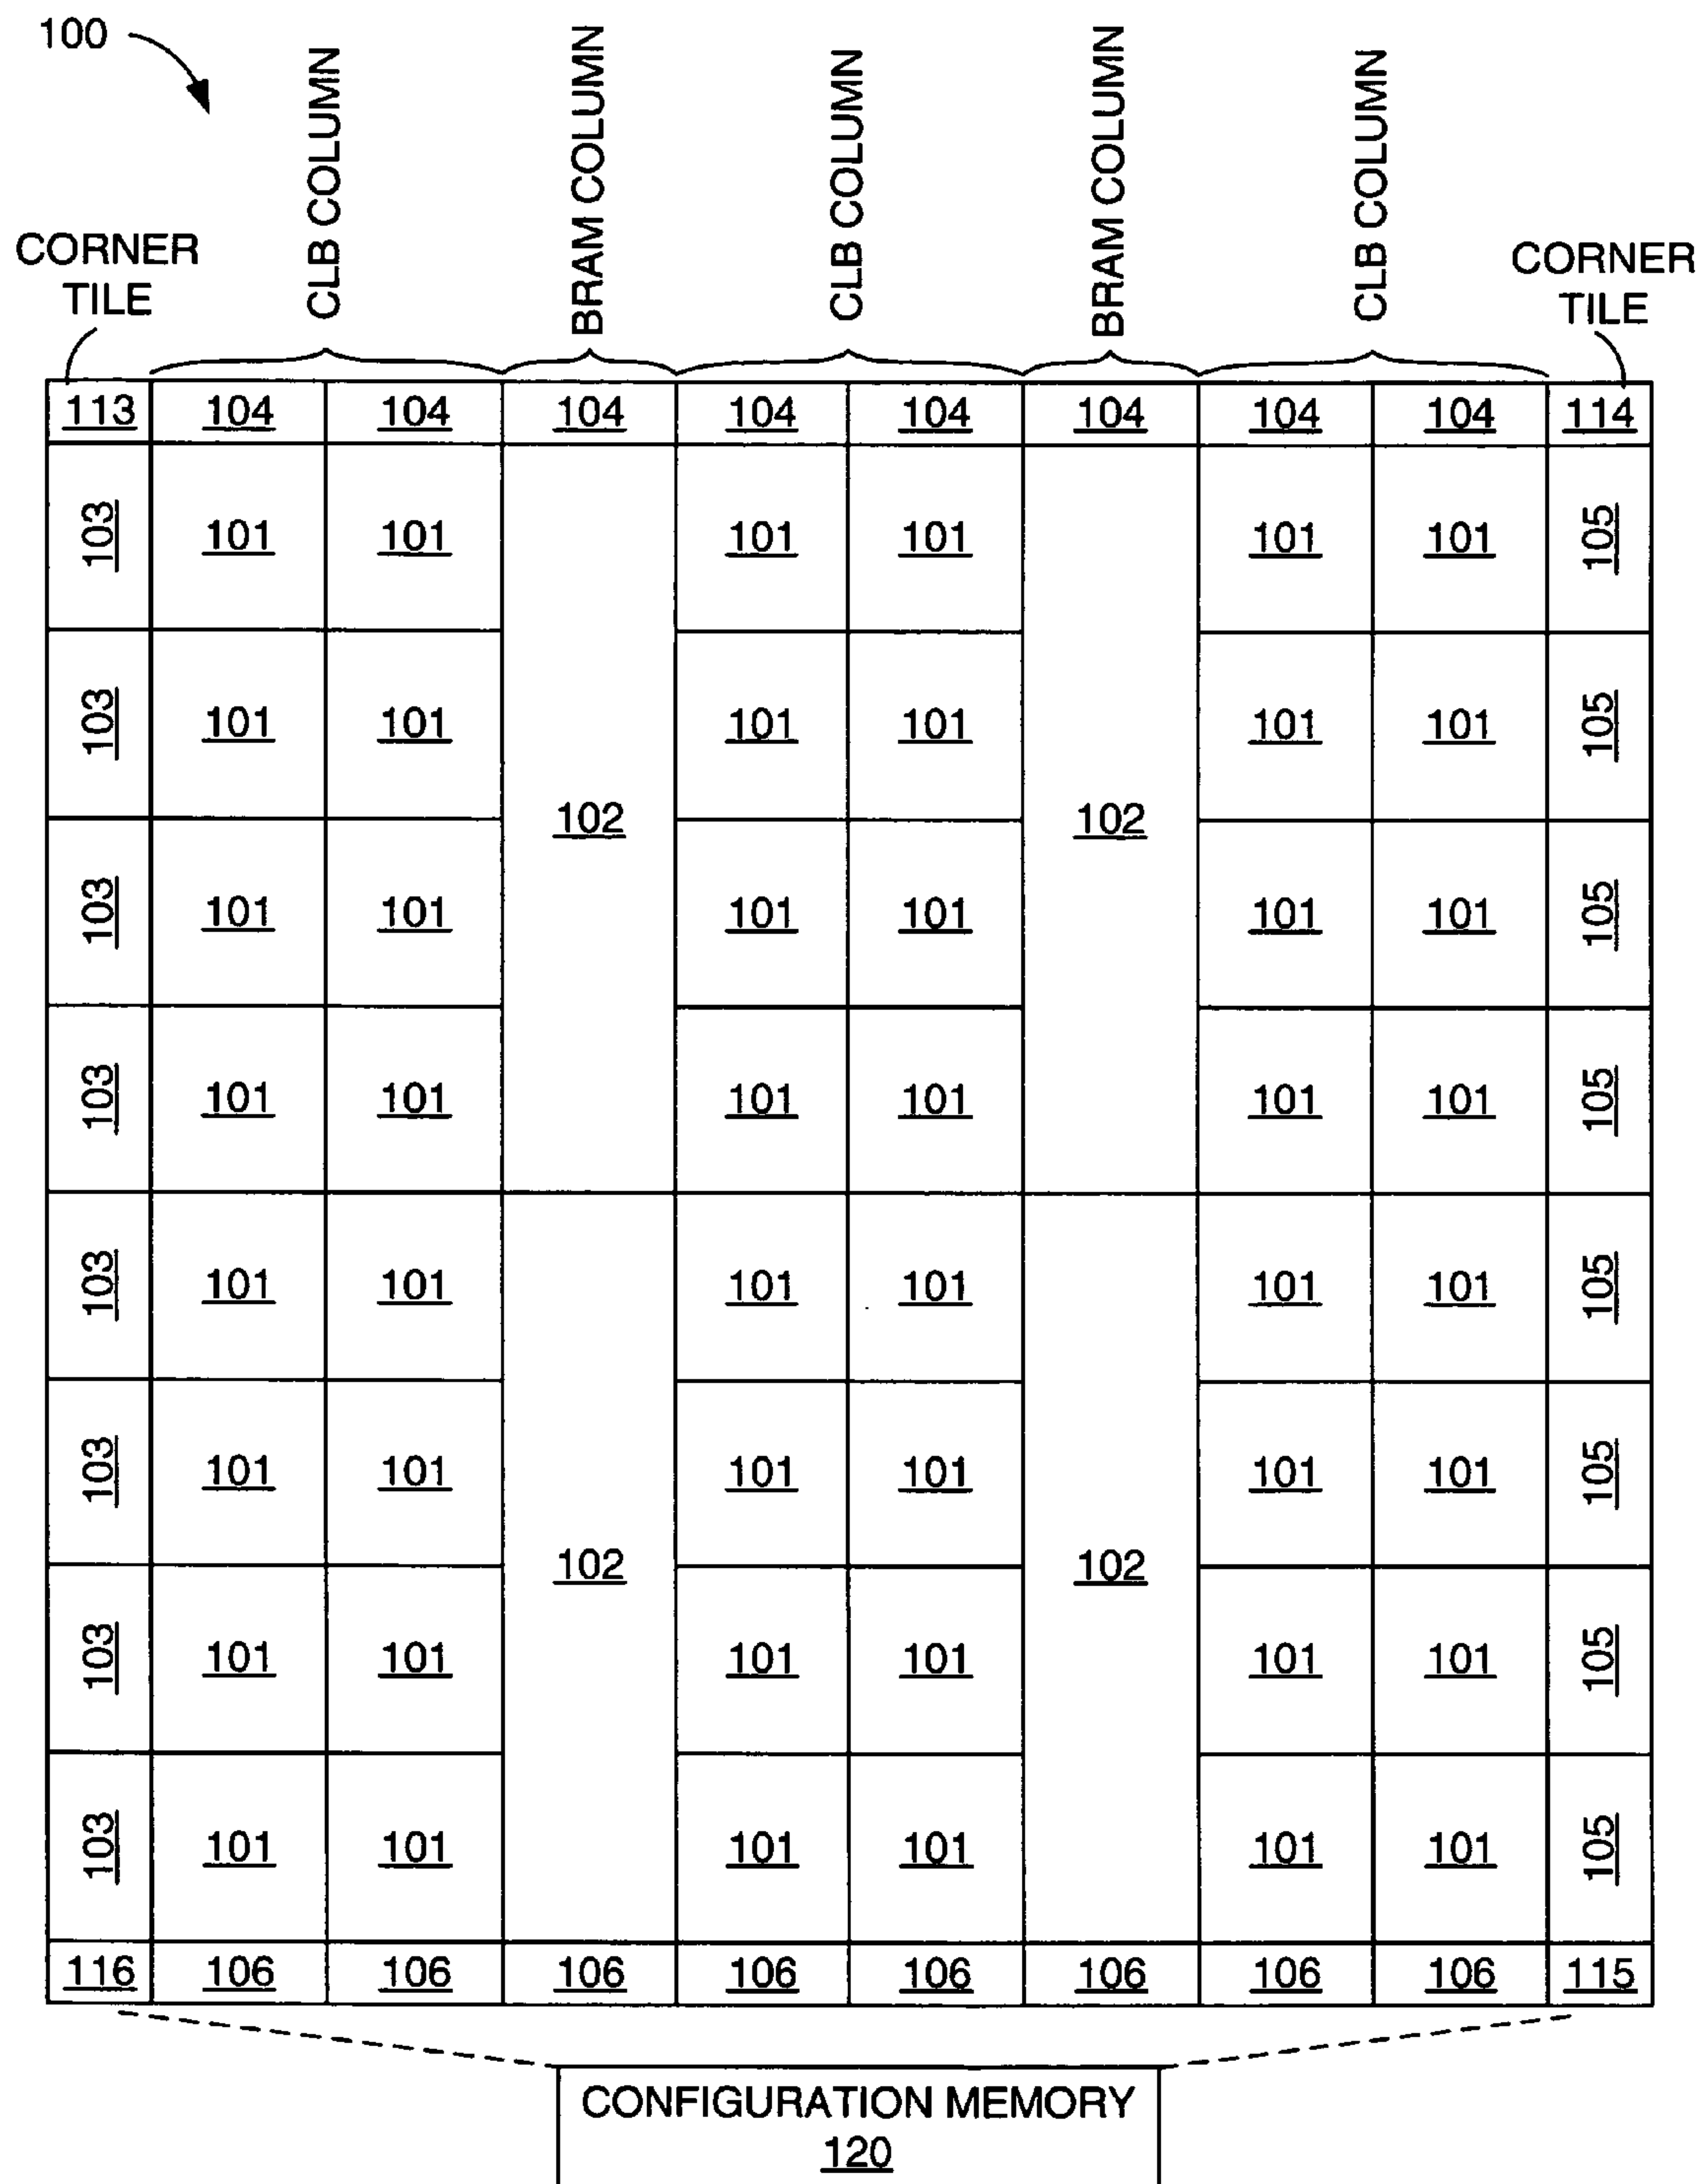 100
CLB COLUMN
BRAM COLUMN
CLB COLUMN
BRAM COLUMN
CLB COLUMN
CORNER
TILE
CORNER
TILE
113 104 104 104 104 104 104 104 104 114
103 101 101 101 101 101 101 105
103 101 101 101 101 101 101 105
102 102
103 101 101 101 101 101 101 105
103 101 101 101 101 101 101 105
103 101 101 101 101 101 101 105
103 101 101 101 101 101 101 105
102 102
103 101 101 101 101 101 101 105
103 101 101 101 101 101 101 105
116 106 106 106 106 106 106 106 106 115
CONFIGURATION MEMORY
120